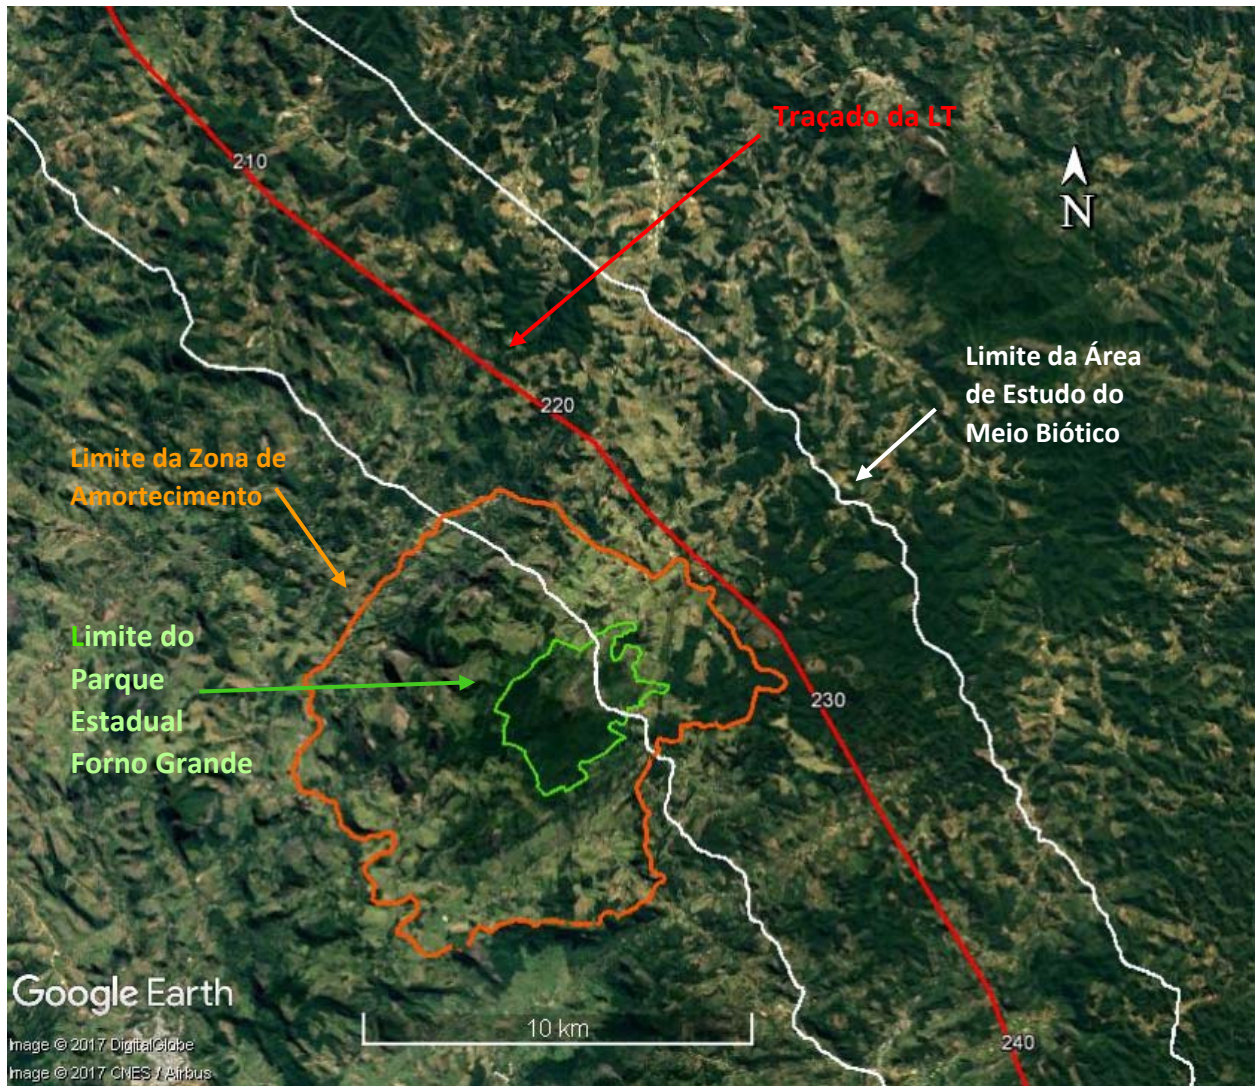 Traçado da LT
210
N
Limite da Área
de Estudo do
Meio Biótico
220
Limite da Zona de
Amortecimento
Limite do
Parque
Estadual
Forno Grande
230
Google Earth
10 km
240
Image © 2017 DigitalGlobe
Image © 2017 CNES / Airbus